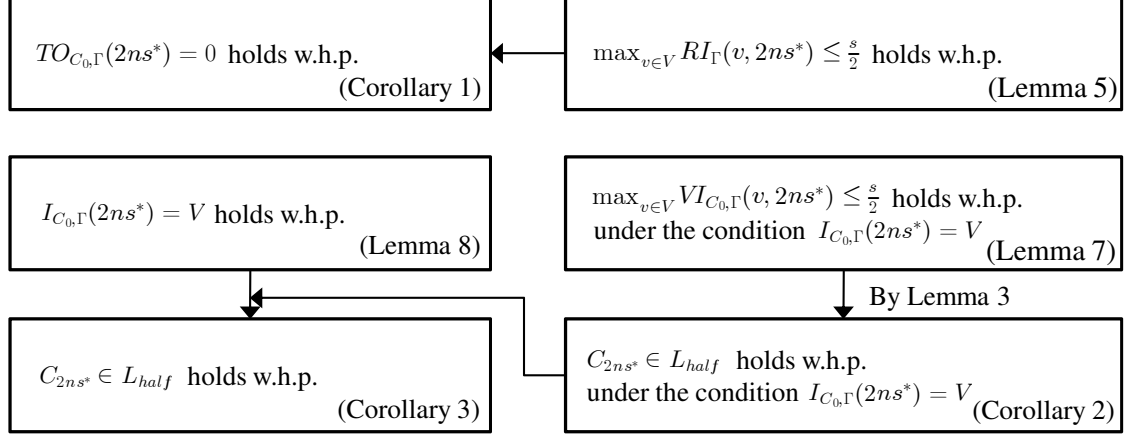 TO_{C_0,Γ}(2ns*) = 0 holds w.h.p.
(Corollary 1)
max_{v∈V} RI_Γ(v, 2ns*) ≤ s/2 holds w.h.p.
(Lemma 5)
I_{C_0,Γ}(2ns*) = V holds w.h.p.
(Lemma 8)
max_{v∈V} VI_{C_0,Γ}(v, 2ns*) ≤ s/2 holds w.h.p.
under the condition I_{C_0,Γ}(2ns*) = V
(Lemma 7)
By Lemma 3
C_{2ns*} ∈ L_{half} holds w.h.p.
(Corollary 3)
C_{2ns*} ∈ L_{half} holds w.h.p.
under the condition I_{C_0,Γ}(2ns*) = V
(Corollary 2)